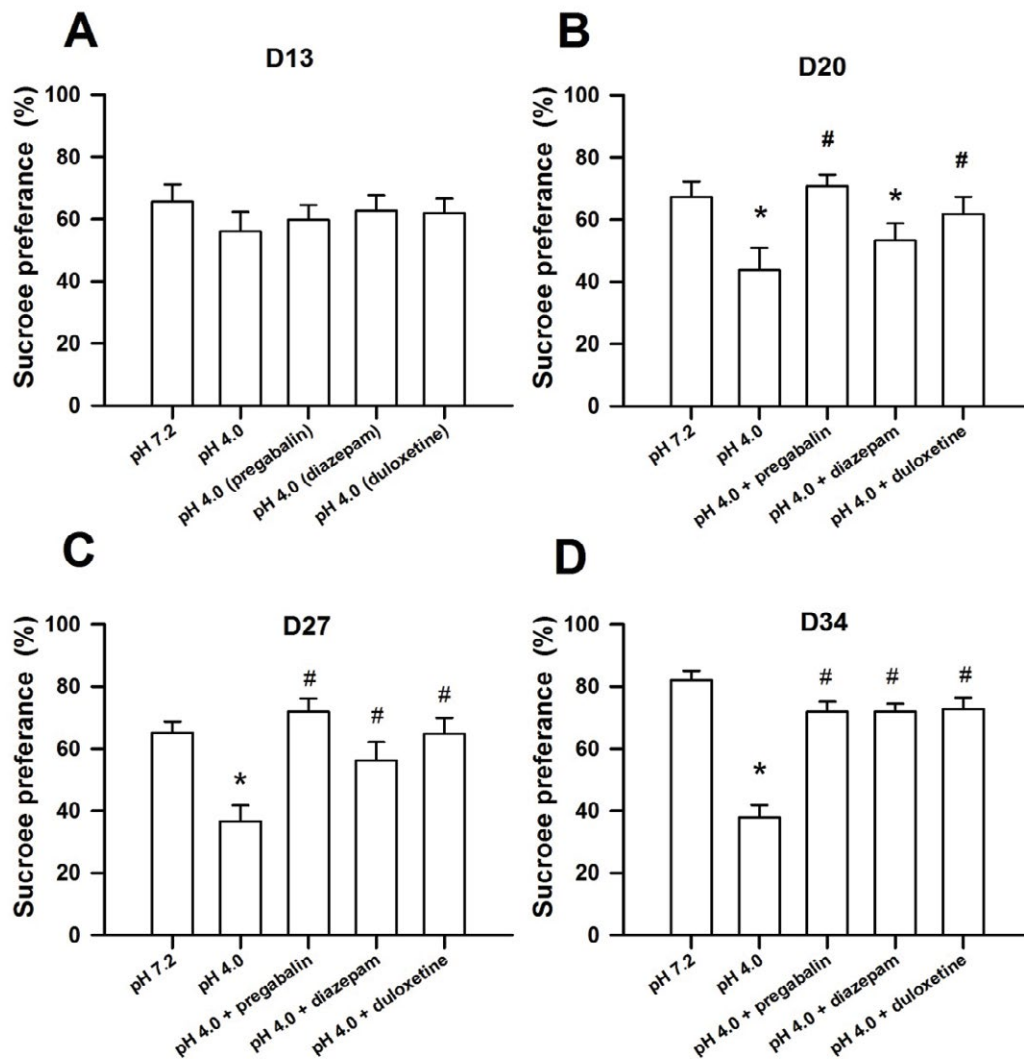 A
D13
Sucroee preferance (%)
100
80
60
40
20
0
pH 7.2
pH 4.0
pH 4.0 (pregabalin)
pH 4.0 (diazepam)
pH 4.0 (duloxetine)
B
D20
Sucroee preferance (%)
100
80
60
40
20
0
*
#
*
#
pH 7.2
pH 4.0
pH 4.0 + pregabalin
pH 4.0 + diazepam
pH 4.0 + duloxetine
C
D27
Sucroee preferance (%)
100
80
60
40
20
0
*
#
#
#
pH 7.2
pH 4.0
pH 4.0 + pregabalin
pH 4.0 + diazepam
pH 4.0 + duloxetine
D
D34
Sucroee preferance (%)
100
80
60
40
20
0
*
#
#
#
pH 7.2
pH 4.0
pH 4.0 + pregabalin
pH 4.0 + diazepam
pH 4.0 + duloxetine